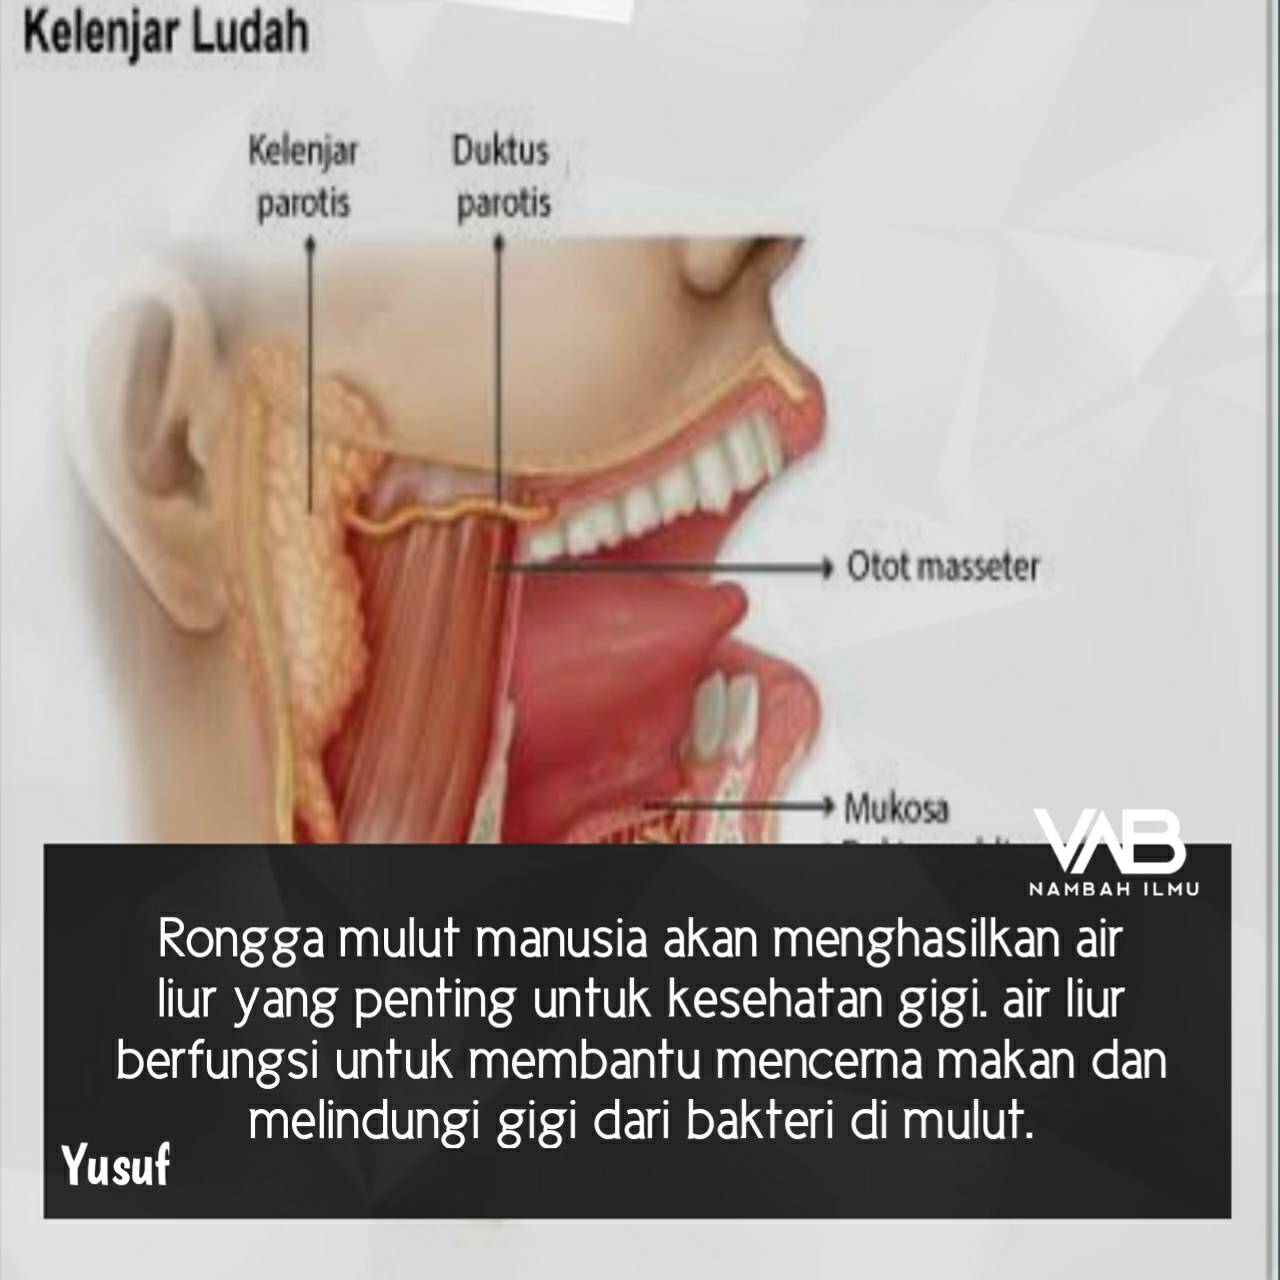 Kelenjar Ludah
Kelenjar
parotis
Duktus
parotis
Otot masseter
Mukosa
VAB
NAMBAH ILMU
Rongga mulut manusia akan menghasilkan air
liur yang penting untuk kesehatan gigi. air liur
berfungsi untuk membantu mencerna makan dan
melindungi gigi dari bakteri di mulut.
Yusuf